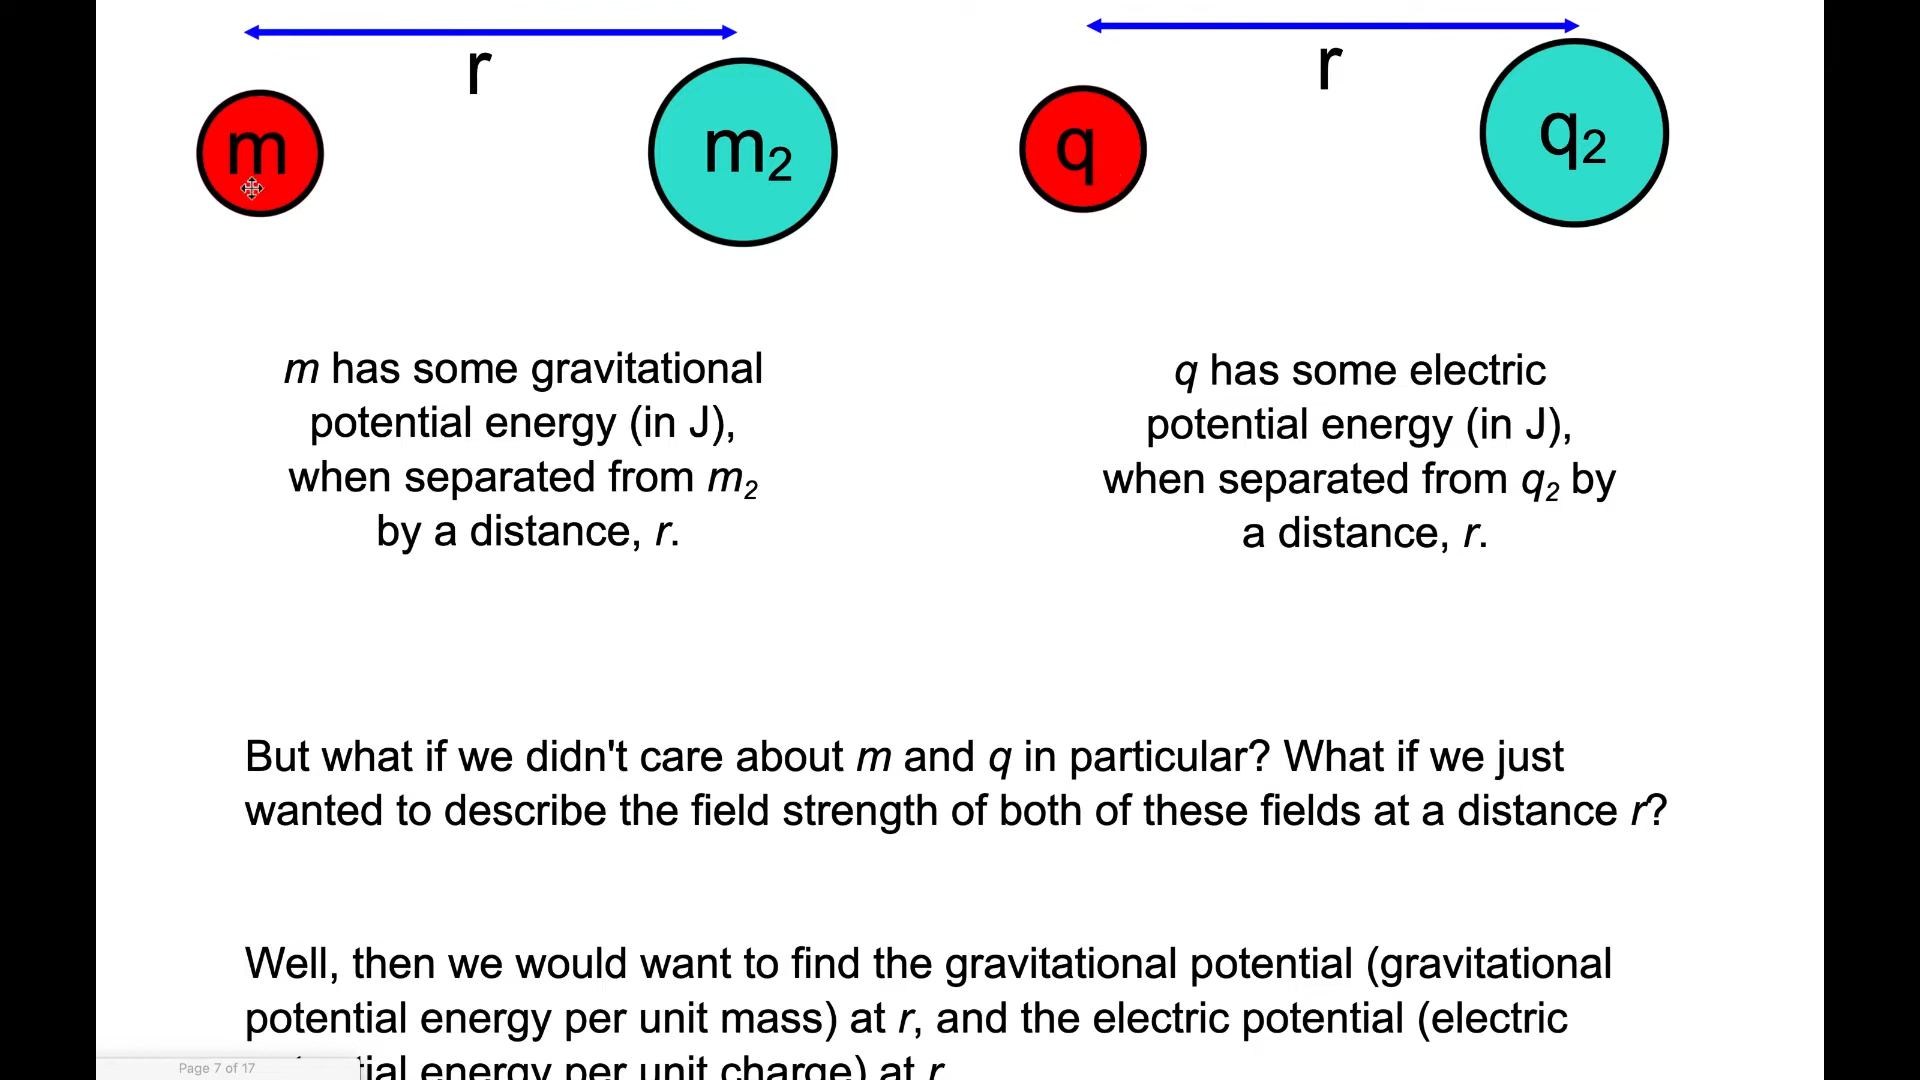 r
r
m
m2
q
q2
m has some gravitational
potential energy (in J),
when separated from m2
by a distance, r.
q has some electric
potential energy (in J),
when separated from q2 by
a distance, r.
But what if we didn't care about m and q in particular? What if we just
wanted to describe the field strength of both of these fields at a distance r?
Well, then we would want to find the gravitational potential (gravitational
potential energy per unit mass) at r, and the electric potential (electric
energy per unit charge) at r
Page 7 of 17